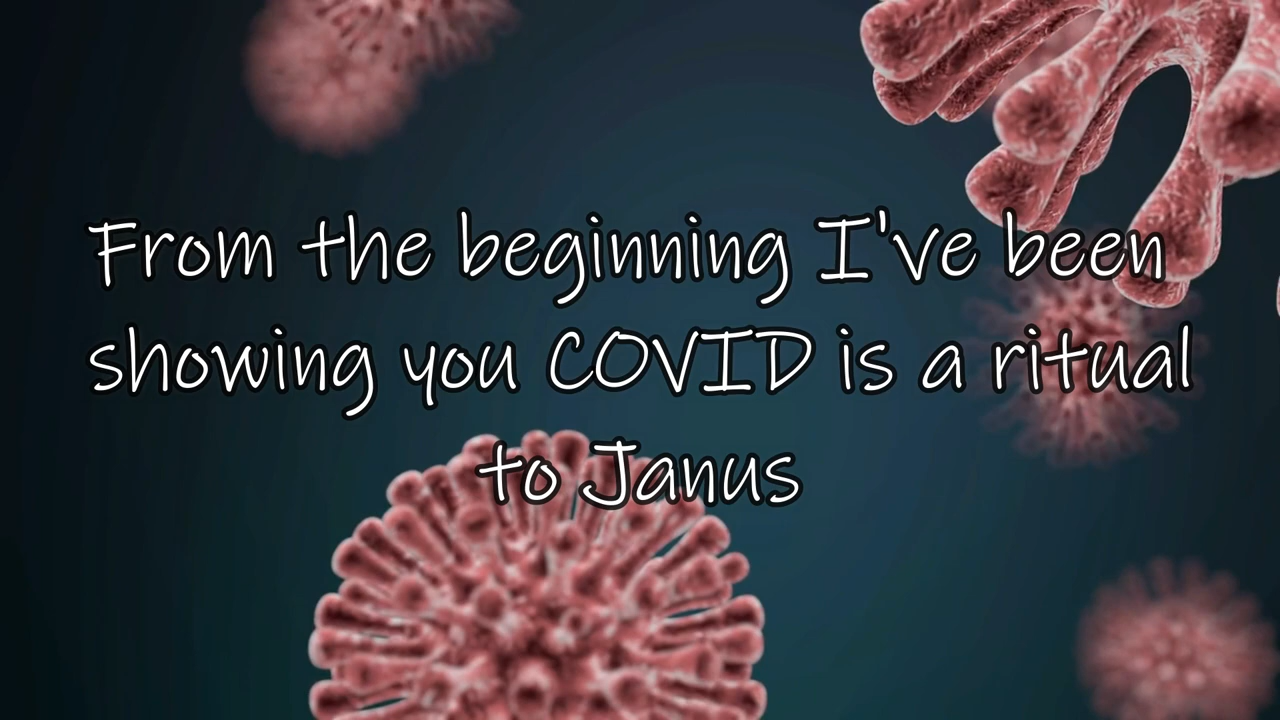 From the beginning I've been
showing you COVID is a ritual
to Janus